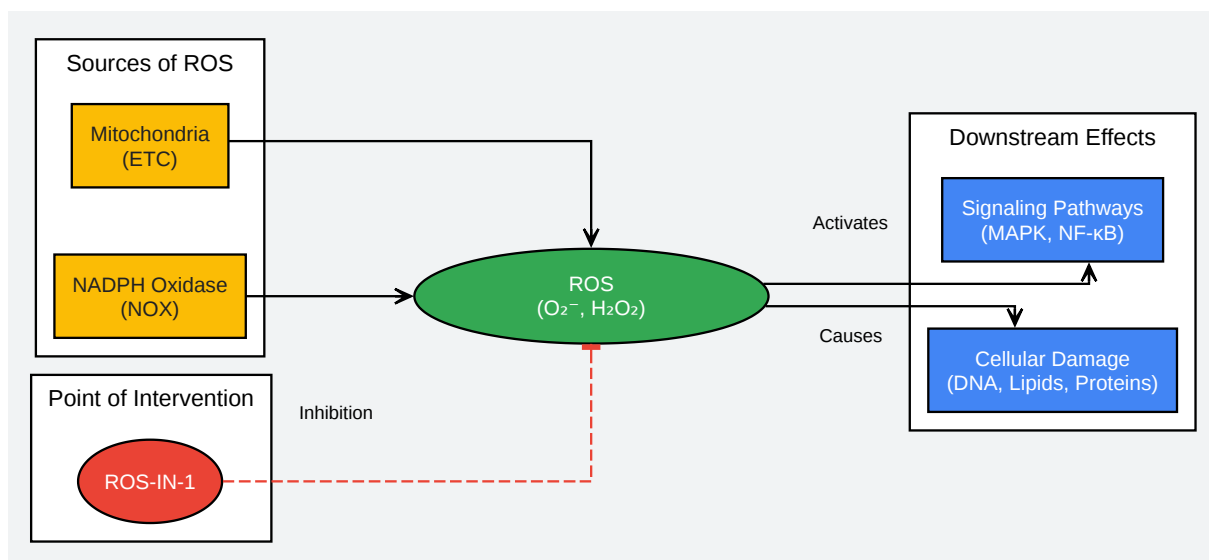 Sources of ROS
Mitochondria
(ETC)
NADPH Oxidase
(NOX)
Point of Intervention
ROS-IN-1
Inhibition
ROS
(O₂⁻, H₂O₂)
Activates
Causes
Downstream Effects
Signaling Pathways
(MAPK, NF-κB)
Cellular Damage
(DNA, Lipids, Proteins)